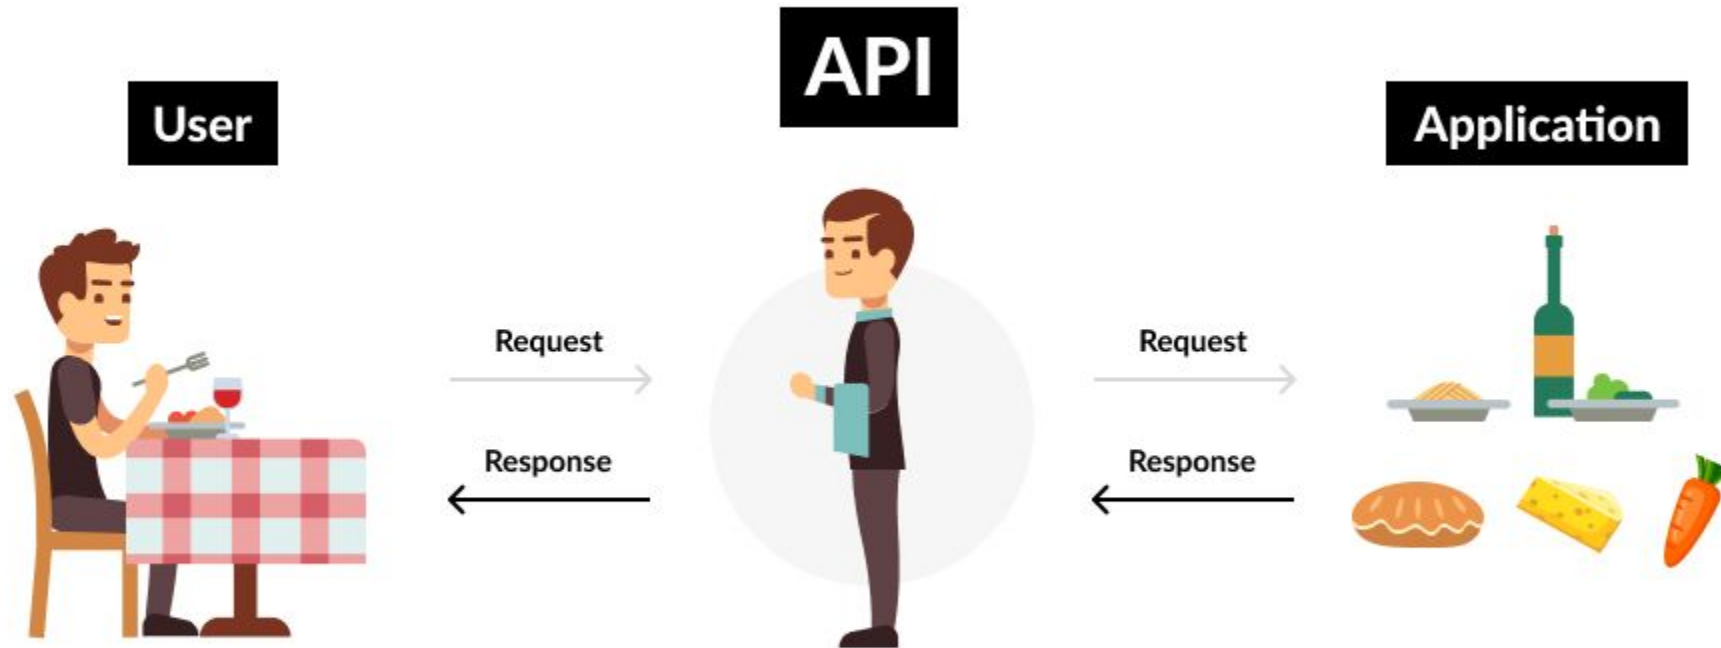 API
User
Application
Request
Request
Response
Response